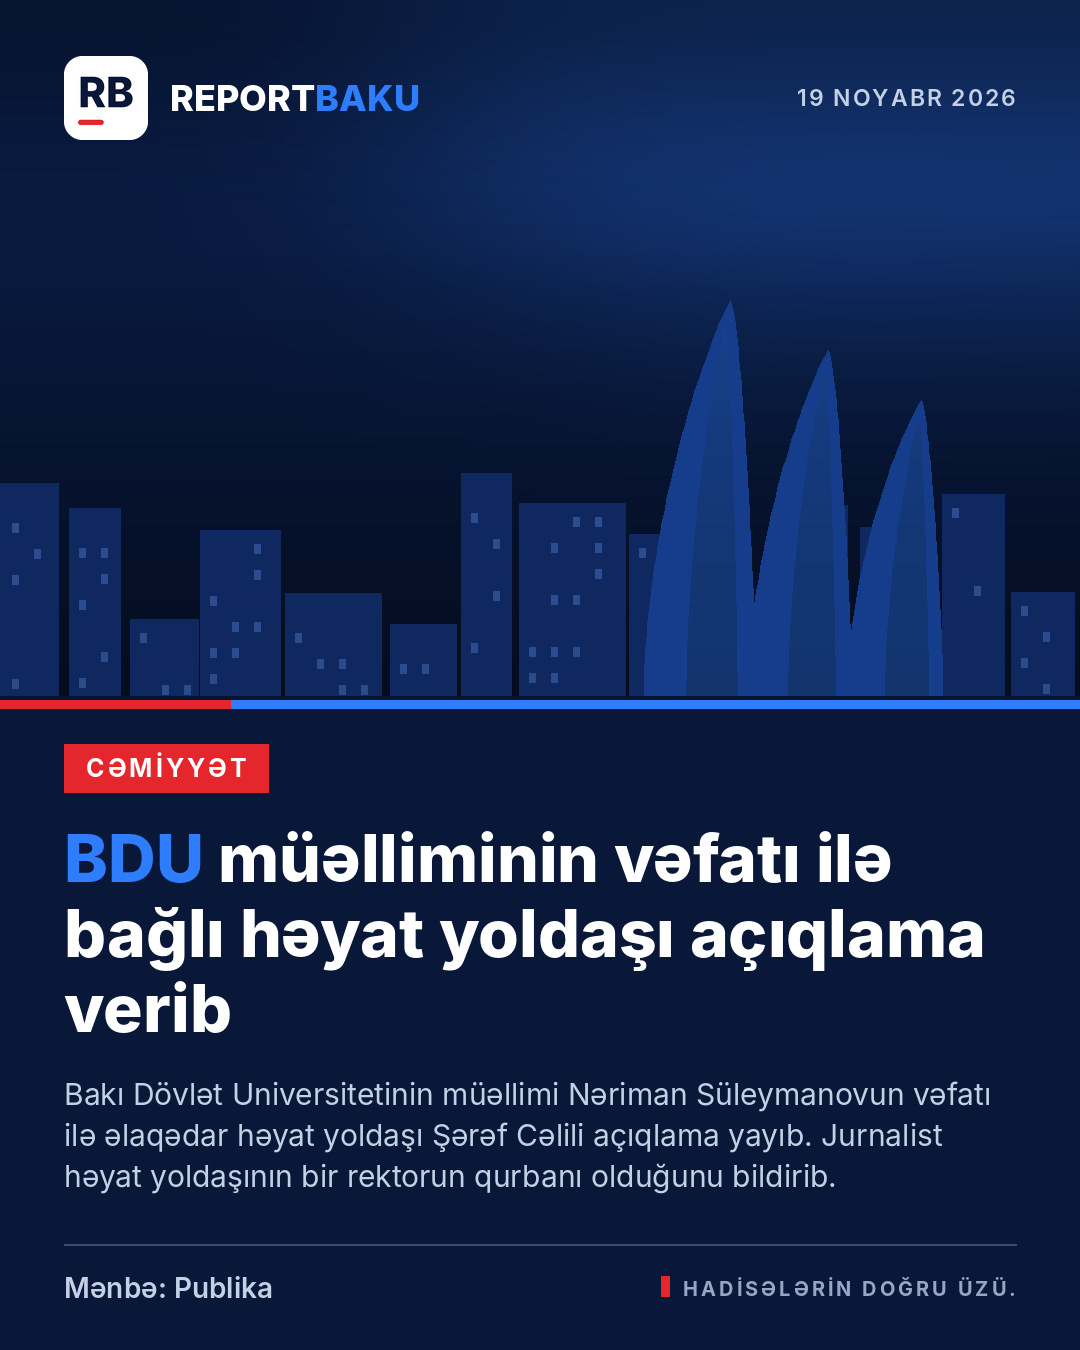 RB
REPORTBAKU
19 NOYABR 2026
CƏMİYYƏT
BDU müəlliminin vəfatı ilə
bağlı həyat yoldaşı açıqlama
verib
Bakı Dövlət Universitetinin müəllimi Nəriman Süleymanovun vəfatı
ilə əlaqədar həyat yoldaşı Şərəf Cəlili açıqlama yayıb. Jurnalist
həyat yoldaşının bir rektorun qurbanı olduğunu bildirib.
Mənbə: Publika
HADİSƏLƏRİN DOĞRU ÜZÜ.